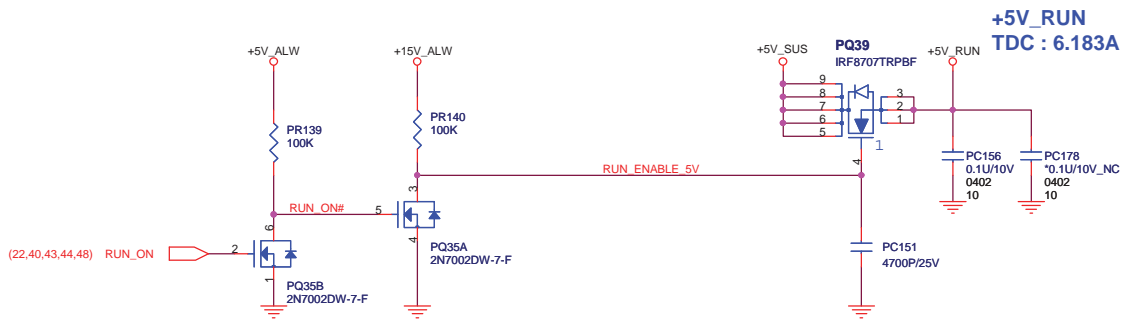 +5V_RUN
TDC : 6.183A
+5V_ALW
+15V_ALW
+5V_SUS
PQ39
IRF8707TRPBF
+5V_RUN
9
8
7
6
5
3
2
1
4
1
PR139
100K
PR140
100K
PC156
0.1U/10V
0402
10
PC178
*0.1U/10V_NC
0402
10
RUN_ENABLE_5V
3
RUN_ON#
5
4
6
PQ35A
2N7002DW-7-F
PC151
4700P/25V
(22,40,43,44,48)
RUN_ON
2
1
PQ35B
2N7002DW-7-F